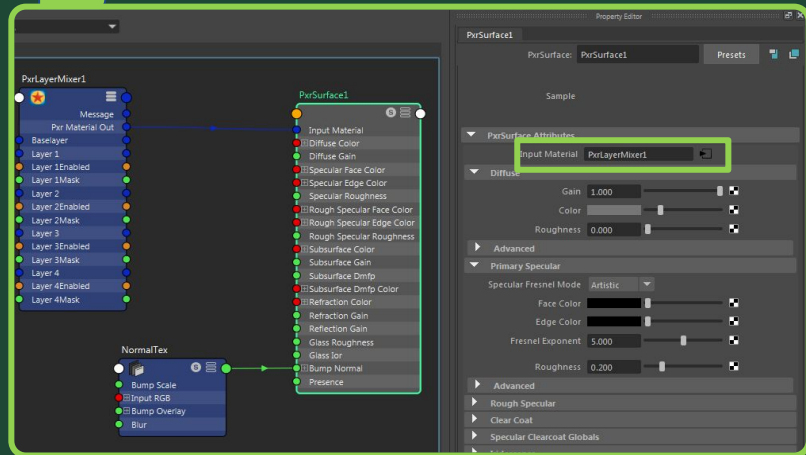 Property Editor
PxrSurface1
PxrSurface: PxrSurface1 Presets
Sample
PxrSurface Attributes
Input Material PxrLayerMixer1
Diffuse
Gain 1.000
Color
Roughness 0.000
Advanced
Primary Specular
Specular Fresnel Mode Artistic
Face Color
Edge Color
Fresnel Exponent 5.000
Roughness 0.200
Advanced
Rough Specular
Clear Coat
Specular Clearcoat Globals
PxrLayerMixer1
Message
Pxr Material Out
Baselayer
Layer 1
Layer 1Enabled
Layer 1Mask
Layer 2
Layer 2Enabled
Layer 2Mask
Layer 3
Layer 3Enabled
Layer 3Mask
Layer 4
Layer 4Enabled
Layer 4Mask
PxrSurface1
Input Material
Diffuse Color
Diffuse Gain
Specular Face Color
Specular Edge Color
Specular Roughness
Rough Specular Face Color
Rough Specular Edge Color
Rough Specular Roughness
Subsurface Color
Subsurface Gain
Subsurface Dmfp
Subsurface Dmfp Color
Refraction Color
Refraction Gain
Reflection Gain
Glass Roughness
Glass Ior
Bump Normal
Presence
NormalTex
Bump Scale
Input RGB
Bump Overlay
Blur